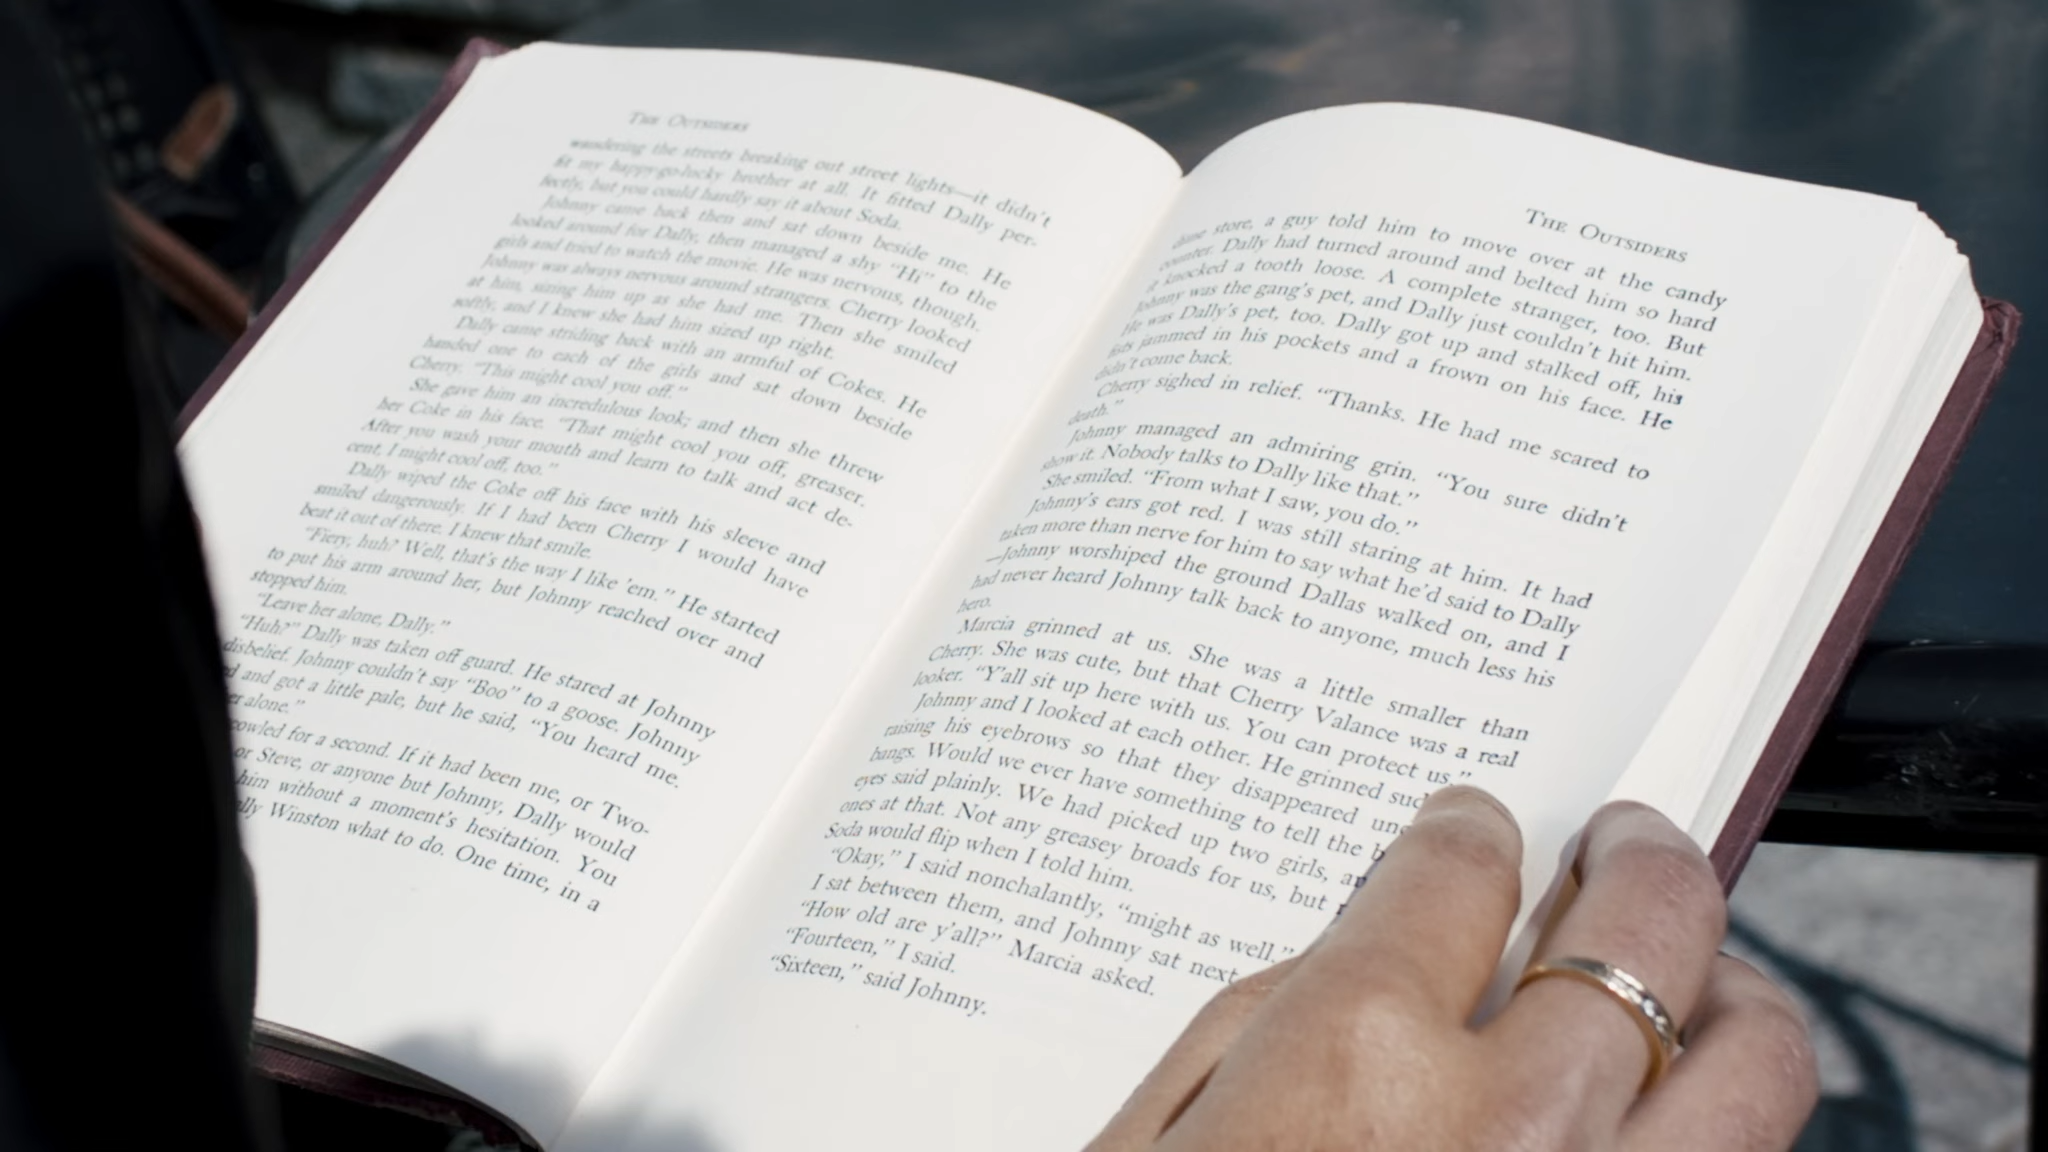 The Outsiders
wandering the streets breaking out street lights—it didn't
fit my happy-go-lucky brother at all. It fitted Dally per-
fectly, but you could hardly say it about Soda.
Johnny came back then and sat down beside me. He
looked around for Dally, then managed a shy "Hi" to the
girls and tried to watch the movie. He was nervous, though.
Johnny was always nervous around strangers. Cherry looked
at him, sizing him up as she had me. Then she smiled
softly, and I knew she had him sized up right.
Dally came striding back with an armful of Cokes. He
handed one to each of the girls and sat down beside
Cherry. "This might cool you off."
She gave him an incredulous look; and then she threw
her Coke in his face. "That might cool you off, greaser.
After you wash your mouth and learn to talk and act de-
cent, I might cool off, too."
Dally wiped the Coke off his face with his sleeve and
smiled dangerously. If I had been Cherry I would have
beat it out of there. I knew that smile.
"Fiery, huh? Well, that's the way I like 'em." He started
to put his arm around her, but Johnny reached over and
stopped him.
"Leave her alone, Dally."
"Huh?" Dally was taken off guard. He stared at Johnny
disbelief. Johnny couldn't say "Boo" to a goose. Johnny
and got a little pale, but he said, "You heard me.
alone."
for a second. If it had been me, or Two-
or Steve, or anyone but Johnny, Dally would
him without a moment's hesitation. You
Winston what to do. One time, in a
The Outsiders
dime store, a guy told him to move over at the candy
counter. Dally had turned around and belted him so hard
it knocked a tooth loose. A complete stranger, too. But
Johnny was the gang's pet, and Dally just couldn't hit him.
He was Dally's pet, too. Dally got up and stalked off, his
fists jammed in his pockets and a frown on his face. He
didn't come back.
Cherry sighed in relief. "Thanks. He had me scared to
death."
Johnny managed an admiring grin. "You sure didn't
show it. Nobody talks to Dally like that."
She smiled. "From what I saw, you do."
Johnny's ears got red. I was still staring at him. It had
taken more than nerve for him to say what he'd said to Dally
—Johnny worshiped the ground Dallas walked on, and I
had never heard Johnny talk back to anyone, much less his
hero.
Marcia grinned at us. She was a little smaller than
Cherry. She was cute, but that Cherry Valance was a real
looker. "Y'all sit up here with us. You can protect us."
Johnny and I looked at each other. He grinned
raising his eyebrows so that they disappeared
bangs. Would we ever have something to tell the
eyes said plainly. We had picked up two girls,
ones at that. Not any greasey broads for us, but
Soda would flip when I told him.
"Okay," I said nonchalantly, "might as well."
I sat between them, and Johnny sat next
"How old are y'all?" Marcia asked.
"Fourteen," I said.
"Sixteen," said Johnny.